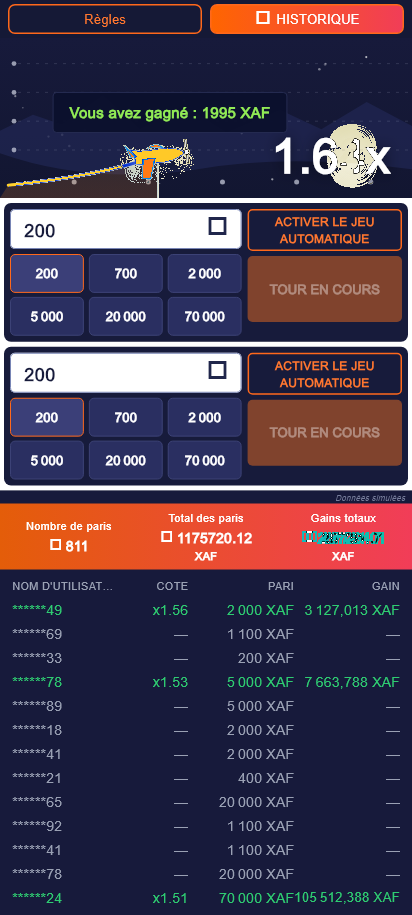 Règles
HISTORIQUE
Vous avez gagné : 1995 XAF
200
ACTIVER LE JEU
AUTOMATIQUE
200 700 2 000
TOUR EN COURS
5 000 20 000 70 000
200
ACTIVER LE JEU
AUTOMATIQUE
200 700 2 000
TOUR EN COURS
5 000 20 000 70 000
Données simulées
Nombre de paris
811
Total des paris
1175720.12
XAF
Gains totaux
XAF
NOM D'UTILISAT... COTE PARI GAIN
******49 x1.56 2 000 XAF 3 127,013 XAF
******69 — 1 100 XAF —
******33 — 200 XAF —
******78 x1.53 5 000 XAF 7 663,788 XAF
******89 — 5 000 XAF —
******18 — 2 000 XAF —
******41 — 2 000 XAF —
******21 — 400 XAF —
******65 — 20 000 XAF —
******92 — 1 100 XAF —
******41 — 1 100 XAF —
******78 — 20 000 XAF —
******24 x1.51 70 000 XAF 105 512,388 XAF